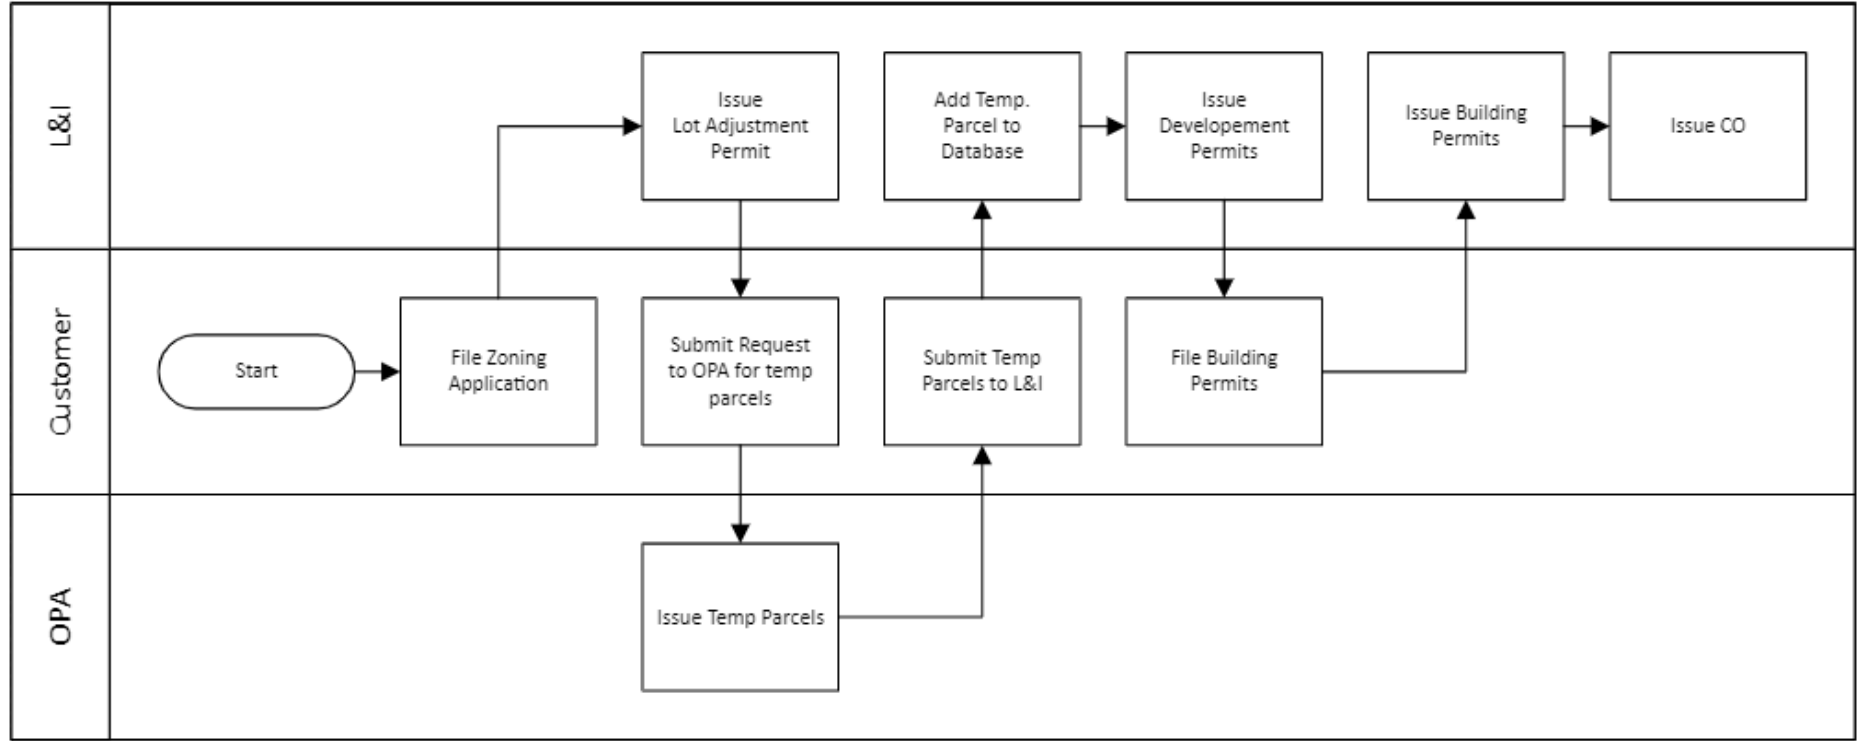 L&I
Issue
Lot Adjustment
Permit
Add Temp.
Parcel to
Database
Issue
Developement
Permits
Issue Building
Permits
Issue CO
Customer
Start
File Zoning
Application
Submit Request
to OPA for temp
parcels
Submit Temp
Parcels to L&I
File Building
Permits
OPA
Issue Temp Parcels